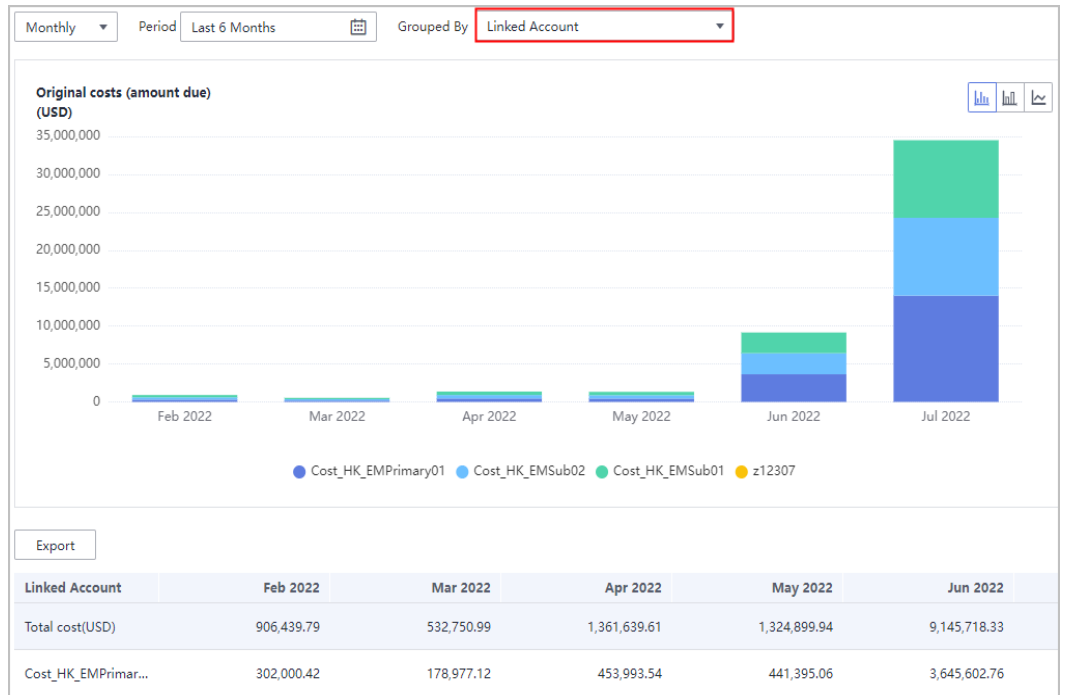 Monthly Period Last 6 Months Grouped By Linked Account
Original costs (amount due)
(USD)
35,000,000
30,000,000
25,000,000
20,000,000
15,000,000
10,000,000
5,000,000
0
Feb 2022 Mar 2022 Apr 2022 May 2022 Jun 2022 Jul 2022
Cost_HK_EMPrimary01 Cost_HK_EMSub02 Cost_HK_EMSub01 z12307
Export
Linked Account Feb 2022 Mar 2022 Apr 2022 May 2022 Jun 2022
Total cost(USD) 906,439.79 532,750.99 1,361,639.61 1,324,899.94 9,145,718.33
Cost_HK_EMPrimar... 302,000.42 178,977.12 453,993.54 441,395.06 3,645,602.76